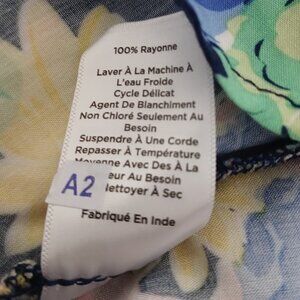 100% Rayonne
Laver À La Machine À
L'eau Froide
Cycle Délicat
Agent De Blanchiment
Non Chloré Seulement Au
Besoin
Suspendre À Une Corde
Repasser À Température
Moyenne Avec Des À La
Au Besoin
Nettoyer À Sec
A2
Fabriqué En Inde